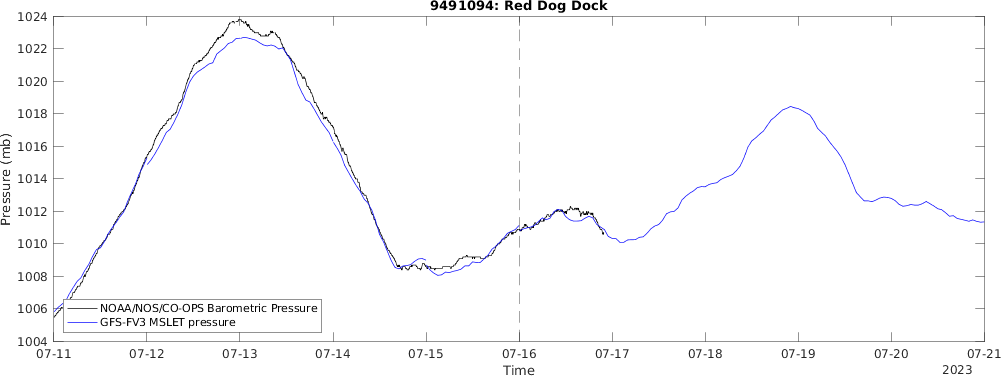 9491094: Red Dog Dock
Pressure (mb)
1024
1022
1020
1018
1016
1014
1012
1010
1008
1006
1004
NOAA/NOS/CO-OPS Barometric Pressure
GFS-FV3 MSLET pressure
07-11 07-12 07-13 07-14 07-15 07-16 07-17 07-18 07-19 07-20 07-21
Time
2023